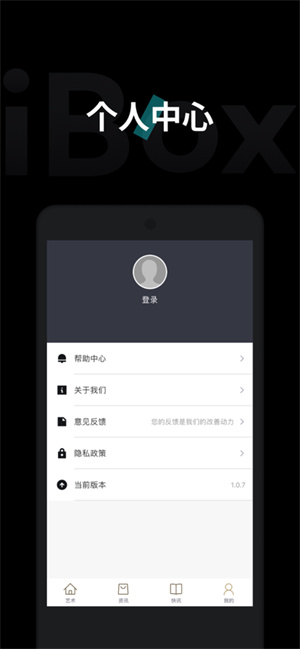 iBox
个人中心
登录
帮助中心
关于我们
意见反馈 您的反馈是我们的改善动力
隐私政策
当前版本 1.0.7
艺术 资讯 快讯 我的